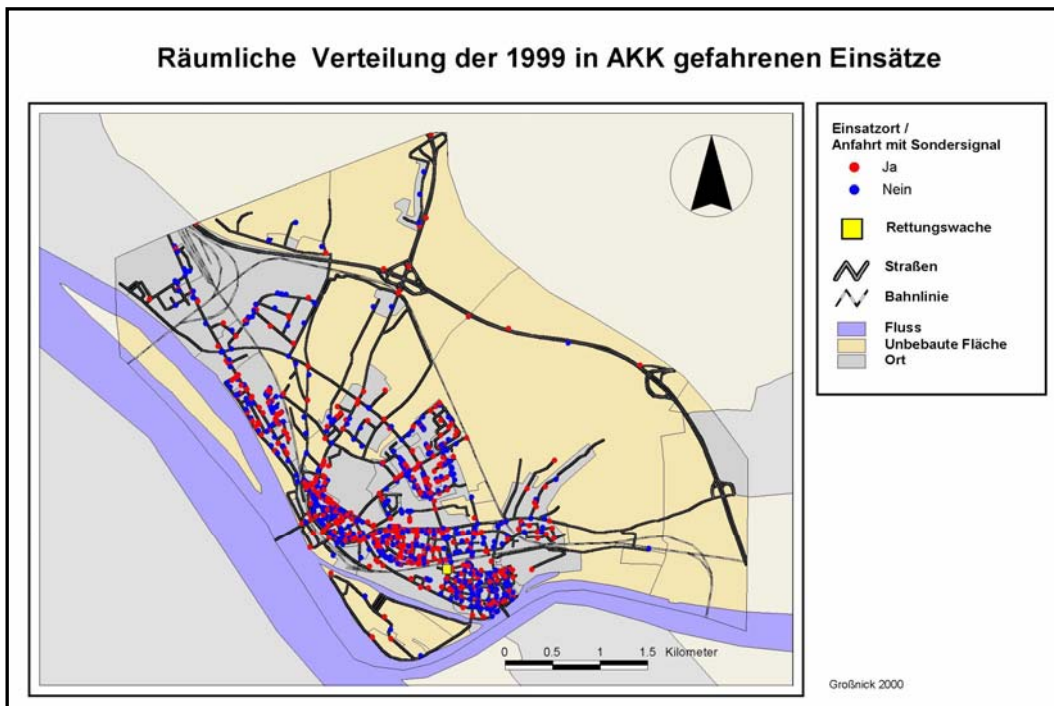 Räumliche Verteilung der 1999 in AKK gefahrenen Einsätze
Einsatzort /
Anfahrt mit Sondersignal
Ja
Nein
Rettungswache
Straßen
Bahnlinie
Fluss
Unbebaute Fläche
Ort
0 0.5 1 1.5 Kilometer
Großnick 2000